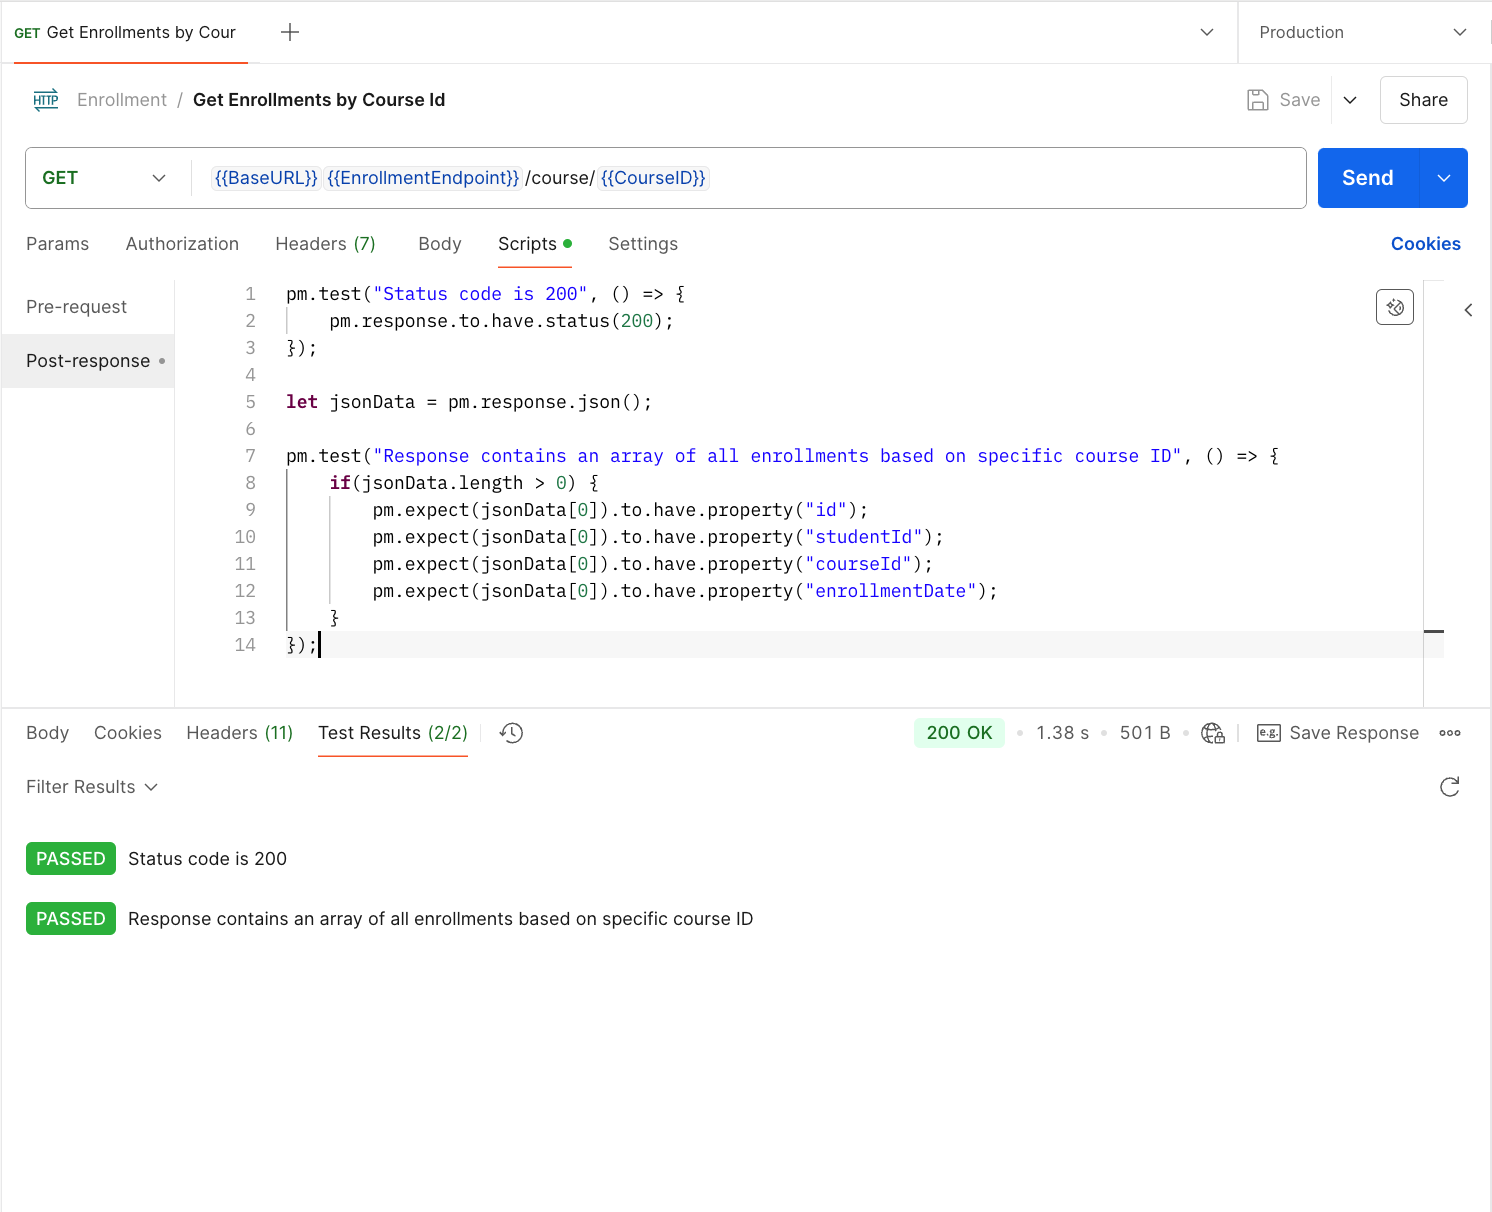 GET Get Enrollments by Cour
Production
HTTP Enrollment / Get Enrollments by Course Id
Save
Share
GET {{BaseURL}} {{EnrollmentEndpoint}} /course/ {{CourseID}}
Send
Params Authorization Headers (7) Body Scripts Settings Cookies
Pre-request
Post-response
1 pm.test("Status code is 200", () => {
2 pm.response.to.have.status(200);
3 });
4
5 let jsonData = pm.response.json();
6
7 pm.test("Response contains an array of all enrollments based on specific course ID", () => {
8 if(jsonData.length > 0) {
9 pm.expect(jsonData[0]).to.have.property("id");
10 pm.expect(jsonData[0]).to.have.property("studentId");
11 pm.expect(jsonData[0]).to.have.property("courseId");
12 pm.expect(jsonData[0]).to.have.property("enrollmentDate");
13 }
14 });
Body Cookies Headers (11) Test Results (2/2) 200 OK • 1.38 s • 501 B • e.g. Save Response
Filter Results
PASSED Status code is 200
PASSED Response contains an array of all enrollments based on specific course ID